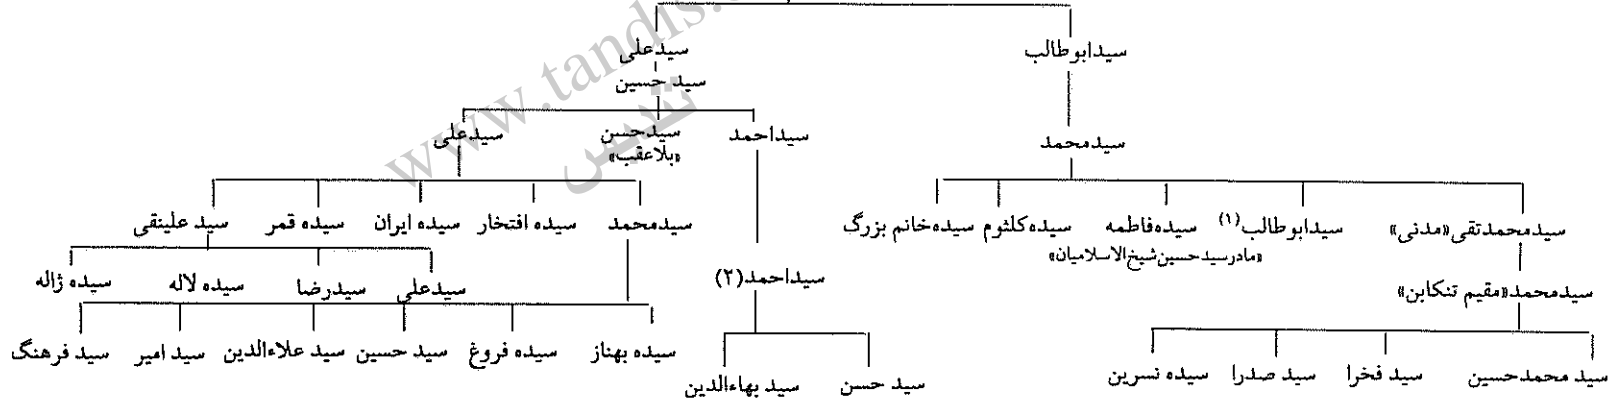 سیدابوطالب
سیدعلی
سید حسین
سیداحمد
سیدحسن
«بلاعقب»
سیدعلی
سیدمحمد
سیدمحمدتقی«مدنی»
سیدابوطالب(۱)
سیده فاطمه
«مادرسیدحسین شیخ‌الاسلامیان»
سیده کلثوم
سیده خانم بزرگ
سیدمحمد
سیده افتخار
سیده ایران
سیده قمر
سید علینقی
سیدمحمد«مقیم تنکابن»
سیداحمد(۲)
سیدعلی
سیدرضا
سیده لاله
سیده ژاله
سید محمدحسین
سید فخرا
سید صدرا
سیده نسرین
سید حسن
سید بهاءالدین
سیده بهناز
سیده فروغ
سید حسین
سید علاءالدین
سید امیر
سید فرهنگ
www.tandis.
تندیس